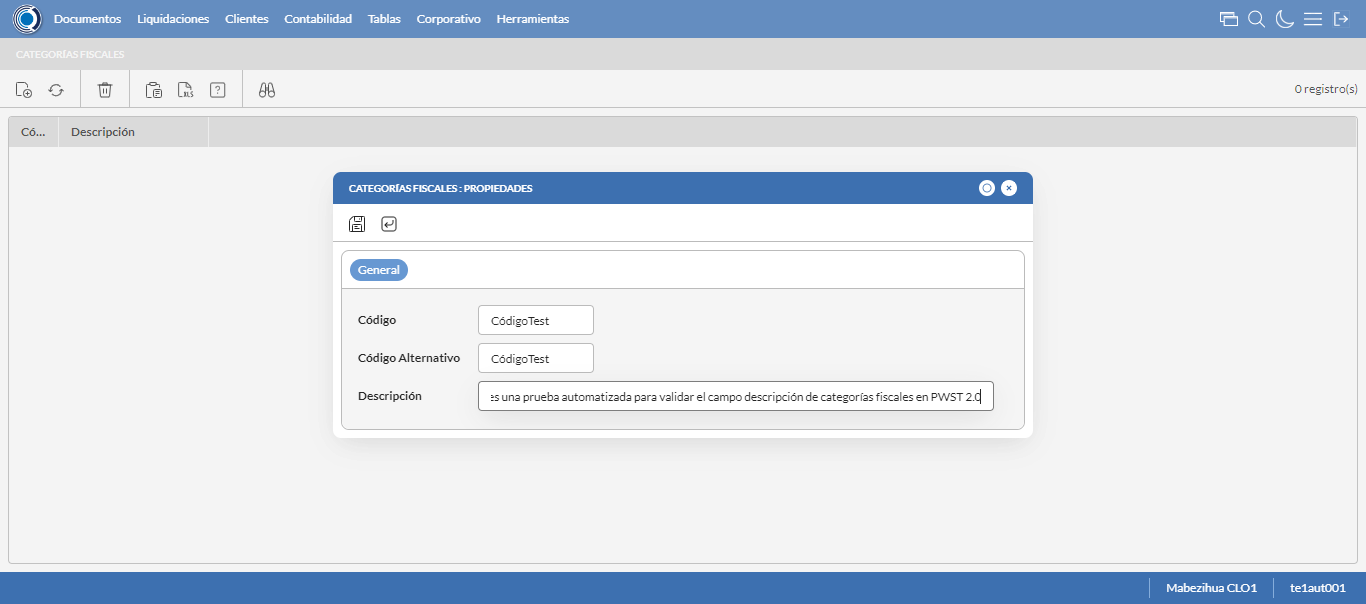 Documentos Liquidaciones Clientes Contabilidad Tablas Corporativo Herramientas
CATEGORÍAS FISCALES
XLS ? 0 registro(s)
Có... Descripción
CATEGORÍAS FISCALES : PROPIEDADES
General
Código CódigoTest
Código Alternativo CódigoTest
Descripción es una prueba automatizada para validar el campo descripción de categorías fiscales en PWST 2.0
Mabezihua CLO1 te1aut001